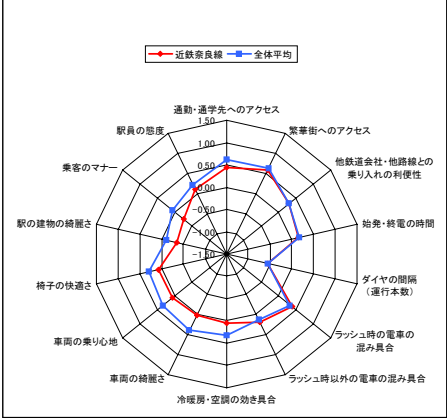 近鉄奈良線 全体平均
通勤・通学先へのアクセス
繁華街へのアクセス
他鉄道会社・他路線との
乗り入れの利便性
始発・終電の時間
ダイヤの間隔
(運行本数)
ラッシュ時の電車の
混み具合
ラッシュ時以外の電車の混み具合
冷暖房・空調の効き具合
車両の綺麗さ
車両の乗り心地
椅子の快適さ
駅の建物の綺麗さ
乗客のマナー
駅員の態度
1.50
1.00
0.50
0.00
-0.50
-1.00
-1.50